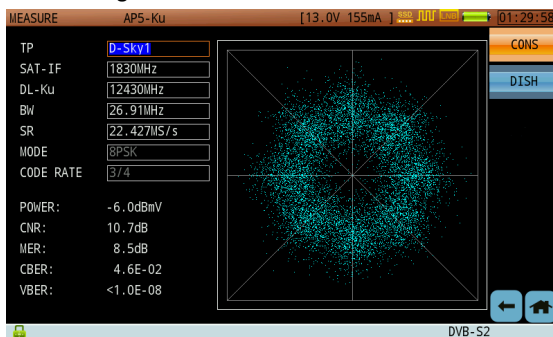 MEASURE AP5-Ku [13.0V 155mA ] SSD LNB 01:29:58
TP D-Sky1
SAT-IF 1830MHz
DL-Ku 12430MHz
BW 26.91MHz
SR 22.427MS/s
MODE 8PSK
CODE RATE 3/4
POWER: -6.0dBmV
CNR: 10.7dB
MER: 8.5dB
CBER: 4.6E-02
VBER: <1.0E-08
CONS
DISH
DVB-S2